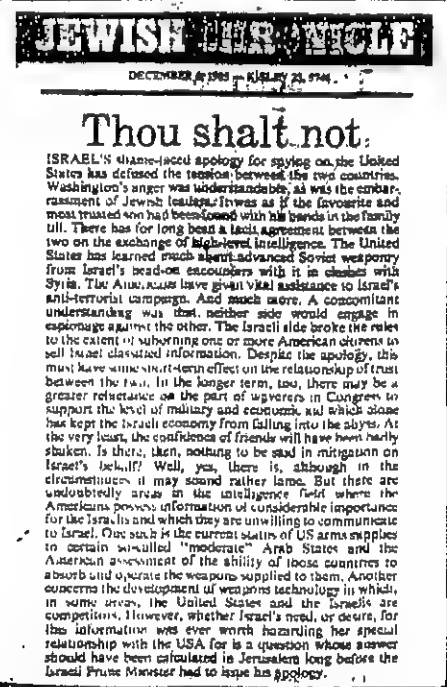 JEWISH CHRONICLE
DECEMBER 6 1985 — KISLEV 23, 5746
Thou shalt not
ISRAEL'S shame-faced apology for spying on the United
States has defused the tension between the two countries.
Washington's anger was understandable, as was the embar-
rassment of Jewish leaders. It was as if the favourite and
most trusted son had been found with his hands in the family
till. There has for long been a tacit agreement between the
two on the exchange of high-level intelligence. The United
States has learned much about advanced Soviet weaponry
from Israel's head-on encounters with it in clashes with
Syria. The Americans have given vital assistance to Israel's
anti-terrorist campaign. And much more. A concomitant
understanding was that neither side would engage in
espionage against the other. The Israeli side broke the rules
to the extent of suborning one or more American citizens to
sell Israel classified information. Despite the apology, this
must have some short-term effect on the relationship of trust
between the two. In the longer term, too, there may be a
greater reluctance on the part of waverers in Congress to
support the level of military and economic aid which alone
has kept the Israeli economy from falling into the abyss. At
the very least, the confidence of friends will have been badly
shaken. Is there, then, nothing to be said in mitigation on
Israel's behalf? Well, yes, there is, although in the
circumstances it may sound rather lame. But there are
undoubtedly areas in the intelligence field where the
Americans possess information of considerable importance
for the Israelis and which they are unwilling to communicate
to Israel. One such is the current status of US arms supplies
to certain so-called "moderate" Arab States and the
American assessment of the ability of those countries to
absorb and operate the weapons supplied to them. Another
concerns the development of weapons technology in which,
in some areas, the United States and the Israelis are
competitors. However, whether Israel's need, or desire, for
this information was ever worth hazarding her special
relationship with the USA for is a question whose answer
should have been calculated in Jerusalem long before the
Israeli Prime Minister had to issue his apology.